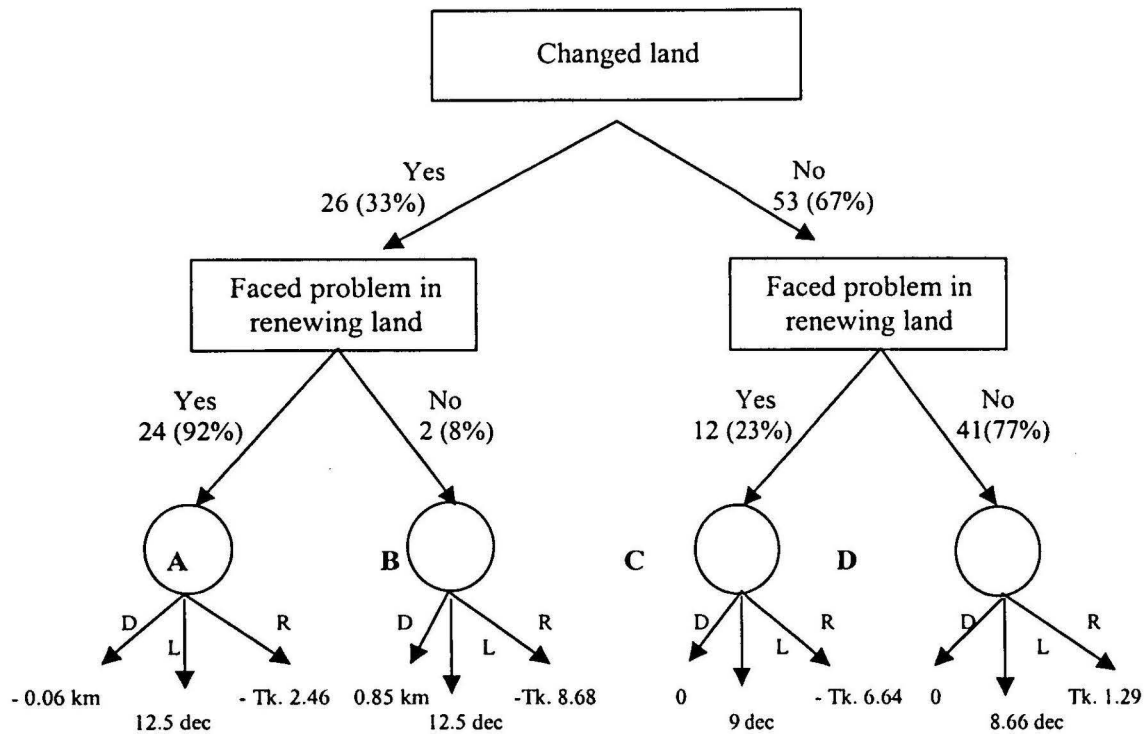 Changed land
Yes
26 (33%)
No
53 (67%)
Faced problem in
renewing land
Faced problem in
renewing land
Yes
24 (92%)
No
2 (8%)
Yes
12 (23%)
No
41(77%)
A
B
C
D
D
L
R
D
L
R
D
L
R
D
L
R
- 0.06 km
12.5 dec
- Tk. 2.46
0.85 km
12.5 dec
-Tk. 8.68
0
9 dec
- Tk. 6.64
0
8.66 dec
Tk. 1.29